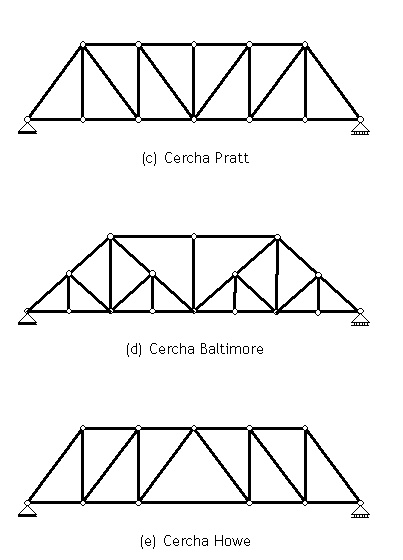 (c) Cercha Pratt
(d) Cercha Baltimore
(e) Cercha Howe